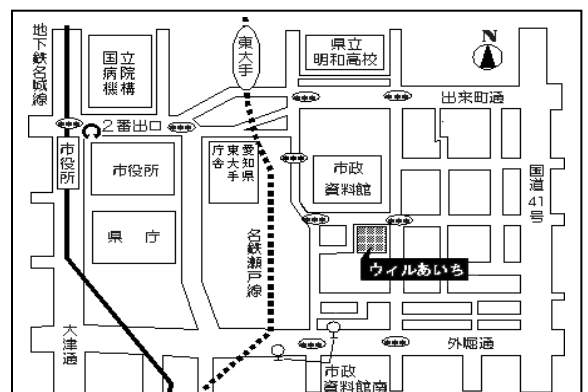 地下鉄名城線
国立
病院
機構
東大手
県立
明和高校
N
出来町通
2番出口
市役所
市役所
愛知県
東大手
庁舎
市政
資料館
国道41号
県庁
名鉄瀬戸線
ウィルあいち
大津通
外堀通
市政
資料館南